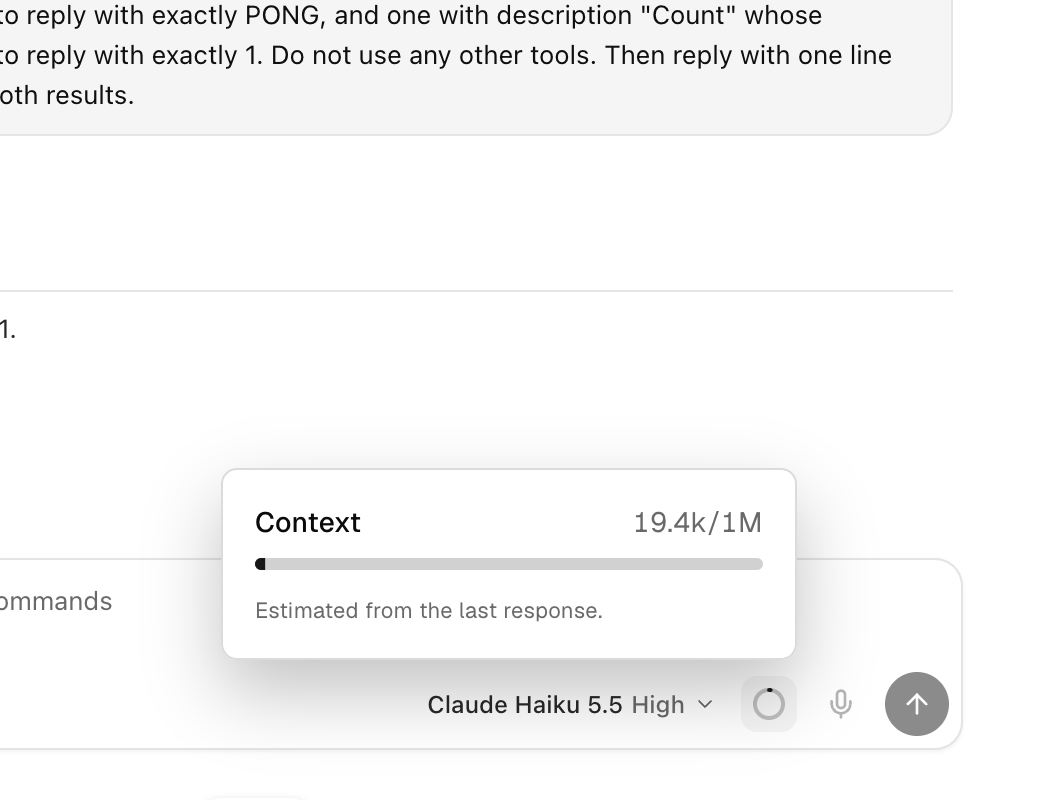 to reply with exactly PONG, and one with description "Count" whose
to reply with exactly 1. Do not use any other tools. Then reply with one line
oth results.
1.
Context 19.4k/1M
Estimated from the last response.
ommands
Claude Haiku 5.5 High